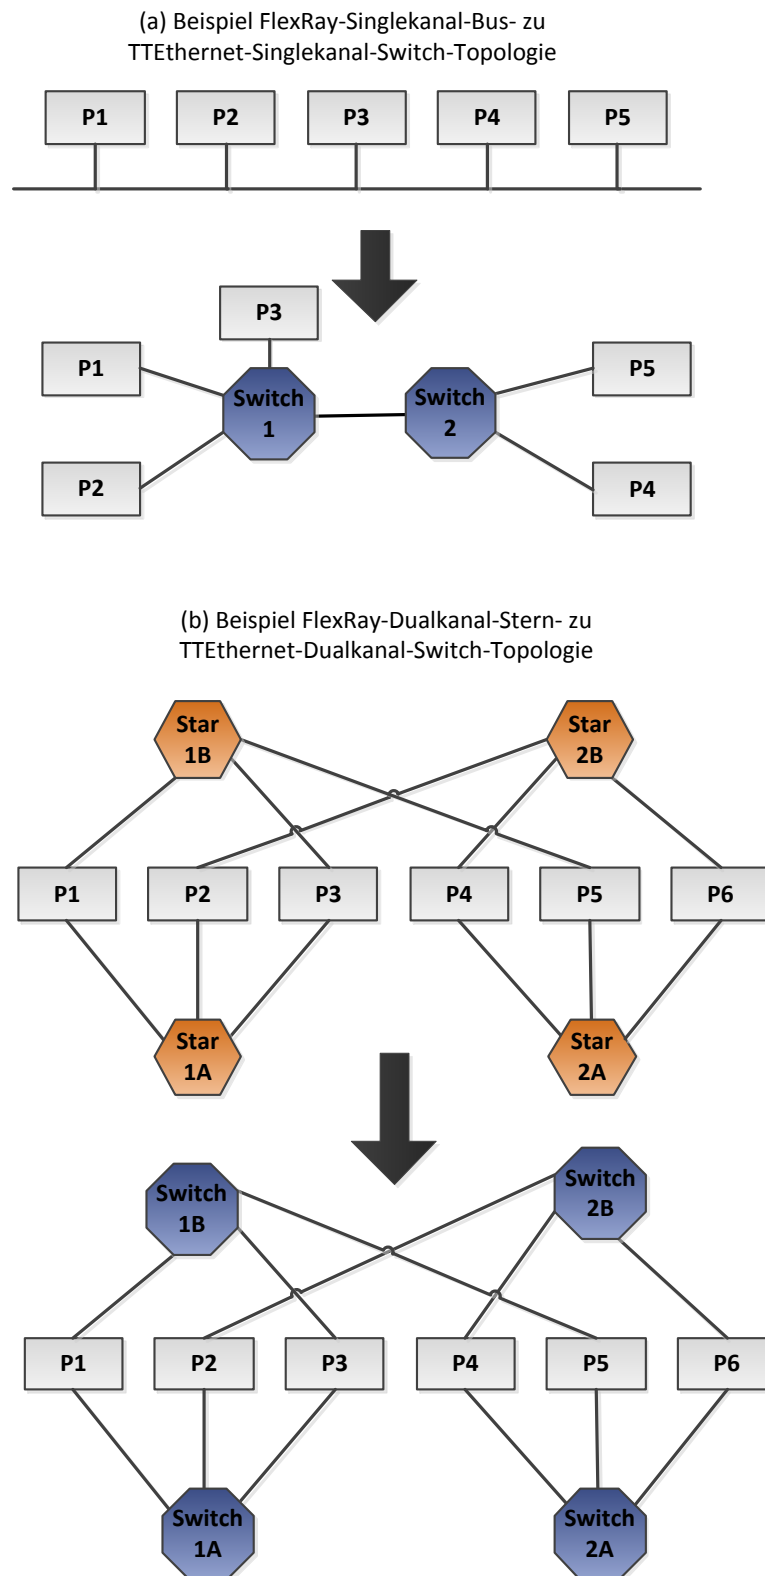 (a) Beispiel FlexRay-Singlekanal-Bus- zu
TTEthernet-Singlekanal-Switch-Topologie
P1
P2
P3
P4
P5
P3
P1
P5
Switch
1
Switch
2
P2
P4
(b) Beispiel FlexRay-Dualkanal-Stern- zu
TTEthernet-Dualkanal-Switch-Topologie
Star
1B
Star
2B
P1
P2
P3
P4
P5
P6
Star
1A
Star
2A
Switch
1B
Switch
2B
P1
P2
P3
P4
P5
P6
Switch
1A
Switch
2A